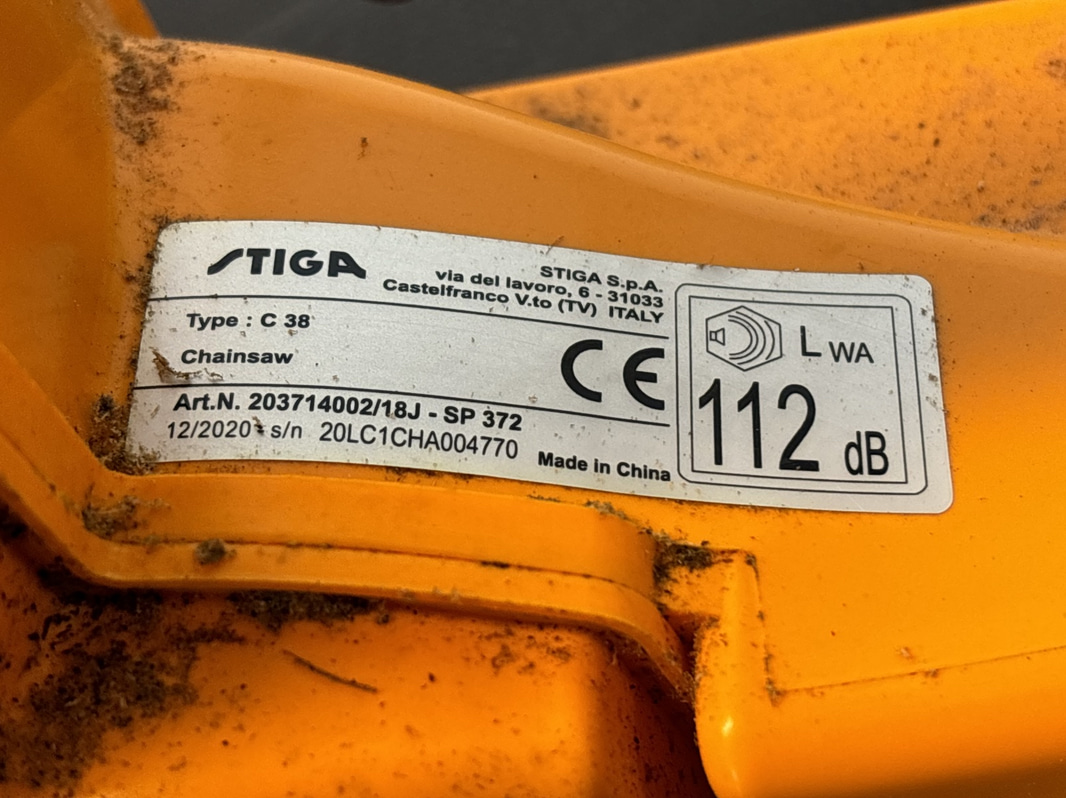 STIGA
STIGA S.p.A.
via del lavoro, 6 - 31033
Castelfranco V.to (TV) ITALY
Type : C 38
Chainsaw
CE
Art.N. 203714002/18J - SP 372
12/2020 - s/n 20LC1CHA004770
Made in China
LWA
112 dB